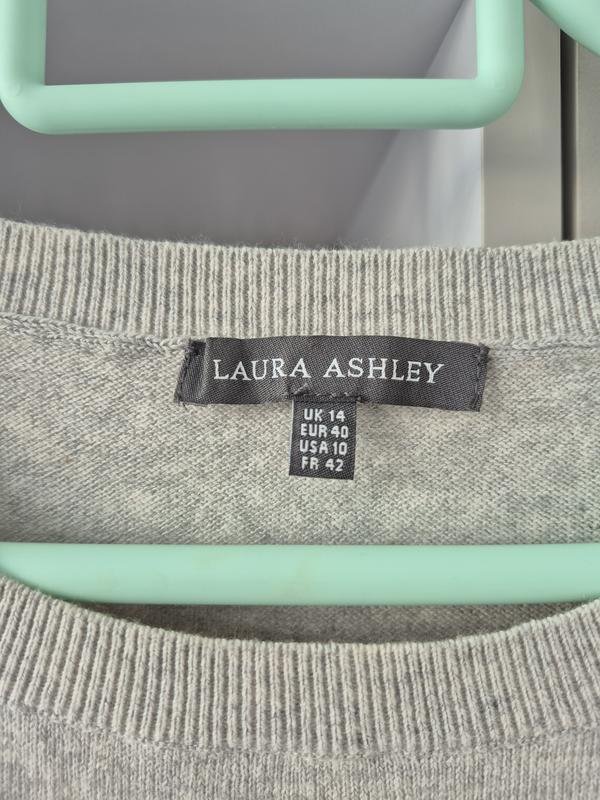 LAURA ASHLEY
UK 14
EUR 40
USA 10
FR 42